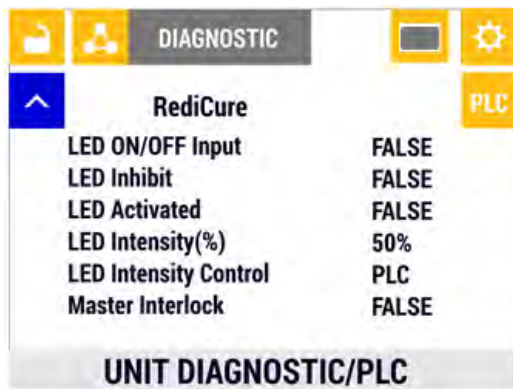 DIAGNOSTIC
PLC
RediCure
LED ON/OFF Input FALSE
LED Inhibit FALSE
LED Activated FALSE
LED Intensity(%) 50%
LED Intensity Control PLC
Master Interlock FALSE
UNIT DIAGNOSTIC/PLC